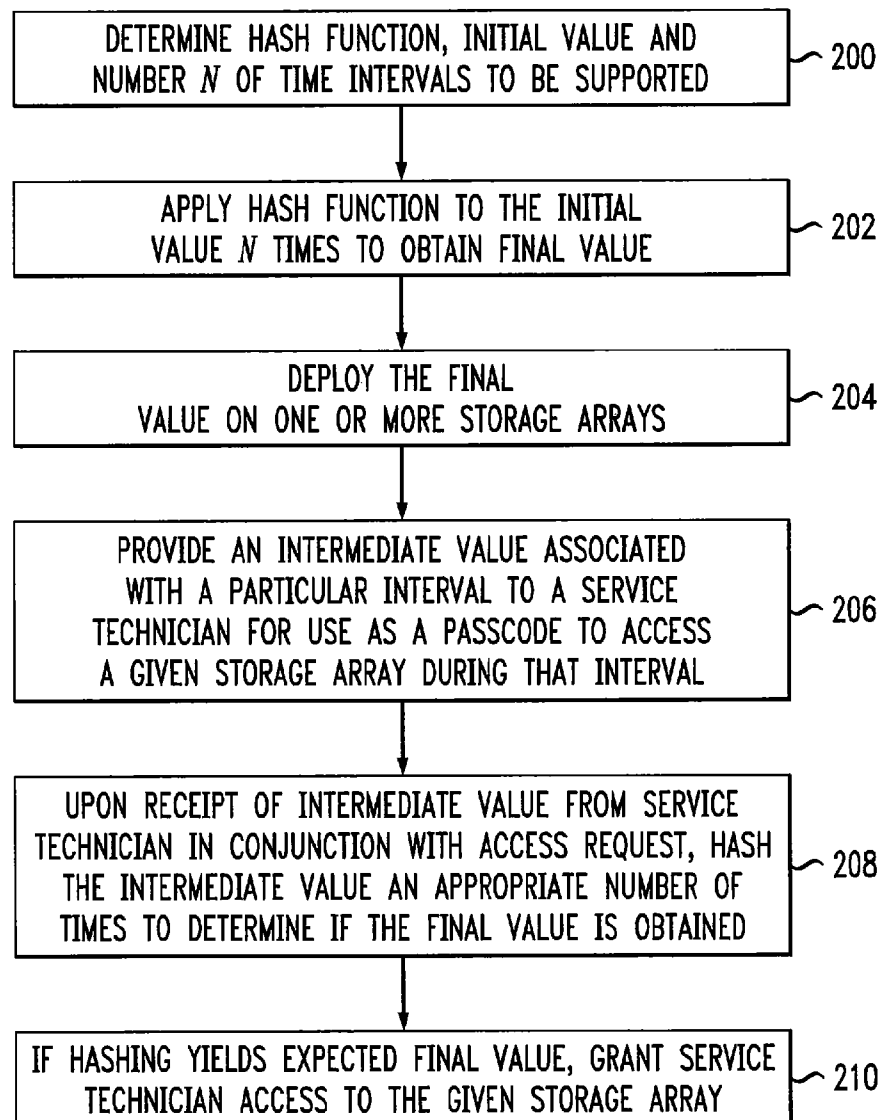 DETERMINE HASH FUNCTION, INITIAL VALUE AND
NUMBER N OF TIME INTERVALS TO BE SUPPORTED
200
APPLY HASH FUNCTION TO THE INITIAL
VALUE N TIMES TO OBTAIN FINAL VALUE
202
DEPLOY THE FINAL
VALUE ON ONE OR MORE STORAGE ARRAYS
204
PROVIDE AN INTERMEDIATE VALUE ASSOCIATED
WITH A PARTICULAR INTERVAL TO A SERVICE
TECHNICIAN FOR USE AS A PASSCODE TO ACCESS
A GIVEN STORAGE ARRAY DURING THAT INTERVAL
206
UPON RECEIPT OF INTERMEDIATE VALUE FROM SERVICE
TECHNICIAN IN CONJUNCTION WITH ACCESS REQUEST, HASH
THE INTERMEDIATE VALUE AN APPROPRIATE NUMBER OF
TIMES TO DETERMINE IF THE FINAL VALUE IS OBTAINED
208
IF HASHING YIELDS EXPECTED FINAL VALUE, GRANT SERVICE
TECHNICIAN ACCESS TO THE GIVEN STORAGE ARRAY
210